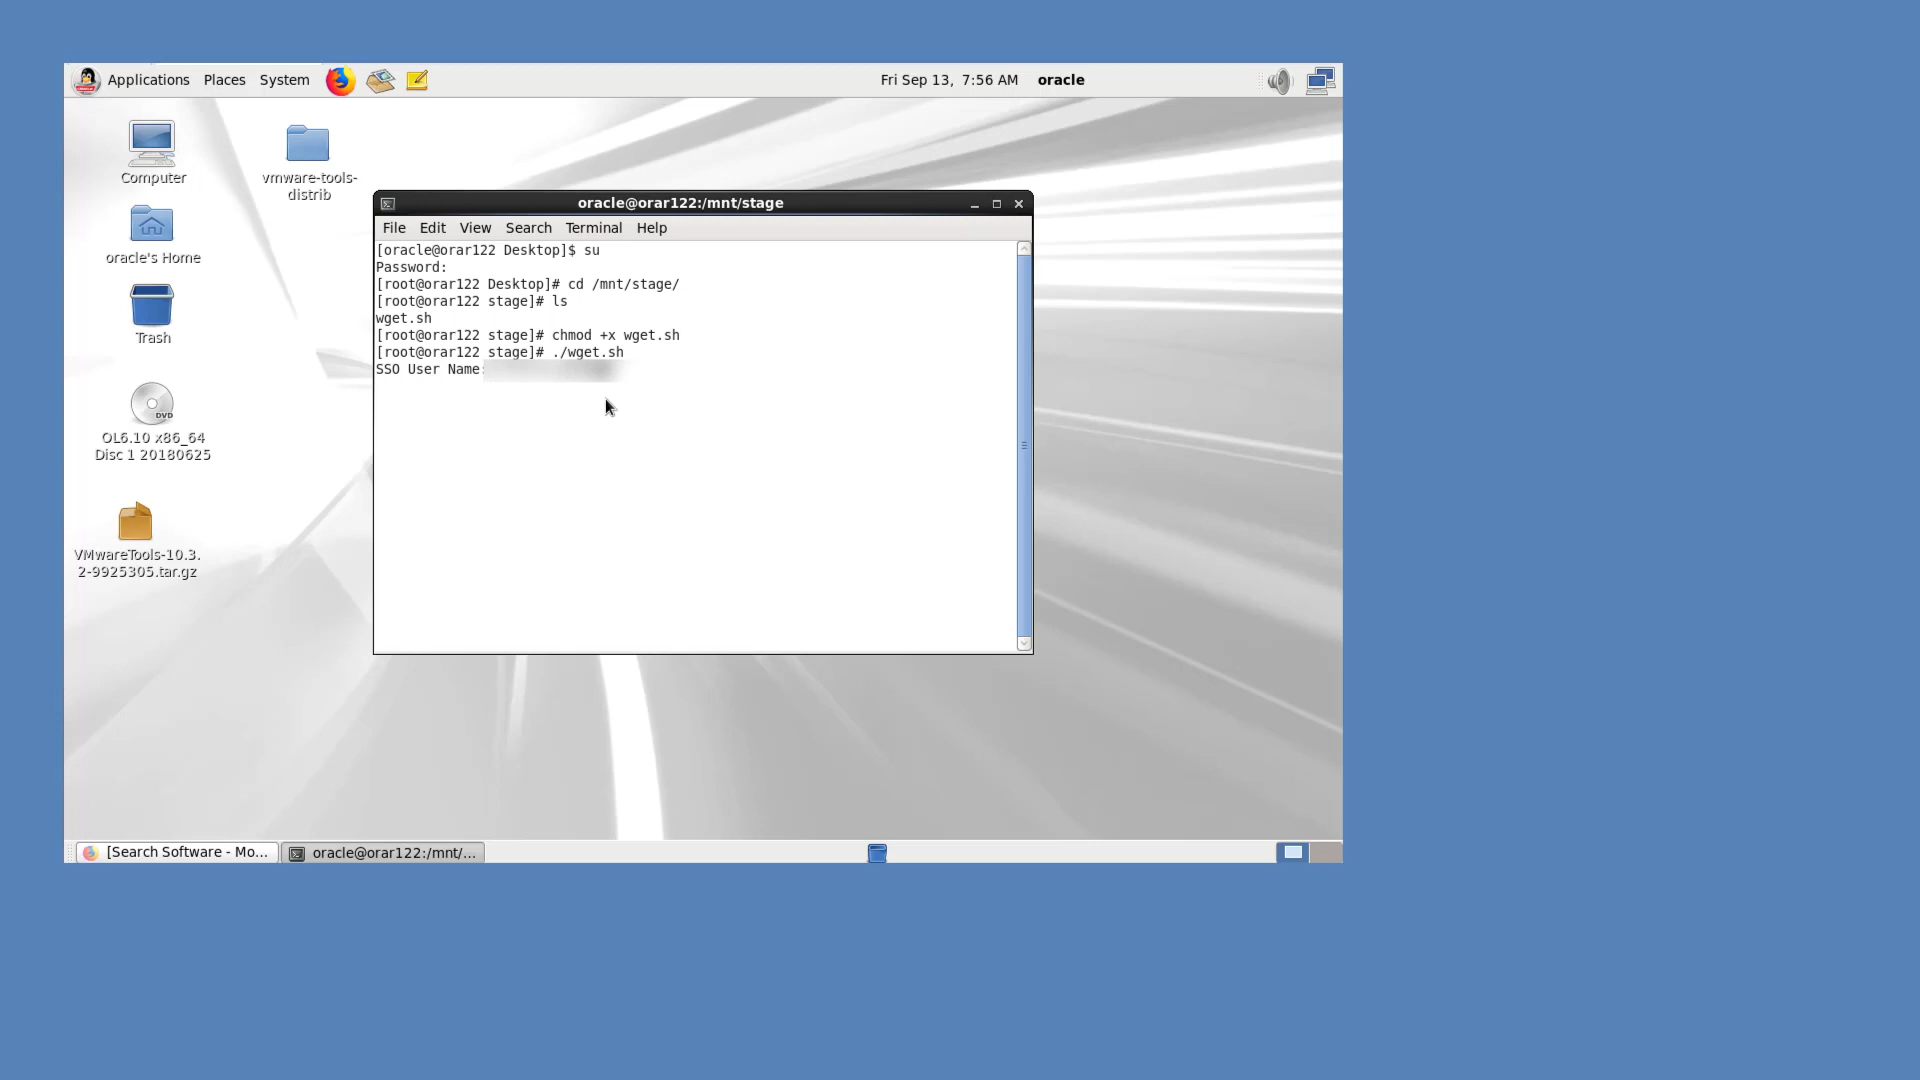 Applications Places System Fri Sep 13, 7:56 AM oracle
Computer
vmware-tools-
distrib
oracle's Home
Trash
DVD
OL6.10 x86_64
Disc 1 20180625
VMwareTools-10.3.
2-9925305.tar.gz
oracle@orar122:/mnt/stage
File Edit View Search Terminal Help
[oracle@orar122 Desktop]$ su
Password:
[root@orar122 Desktop]# cd /mnt/stage/
[root@orar122 stage]# ls
wget.sh
[root@orar122 stage]# chmod +x wget.sh
[root@orar122 stage]# ./wget.sh
SSO User Name:
[Search Software - Mo... oracle@orar122:/mnt/...